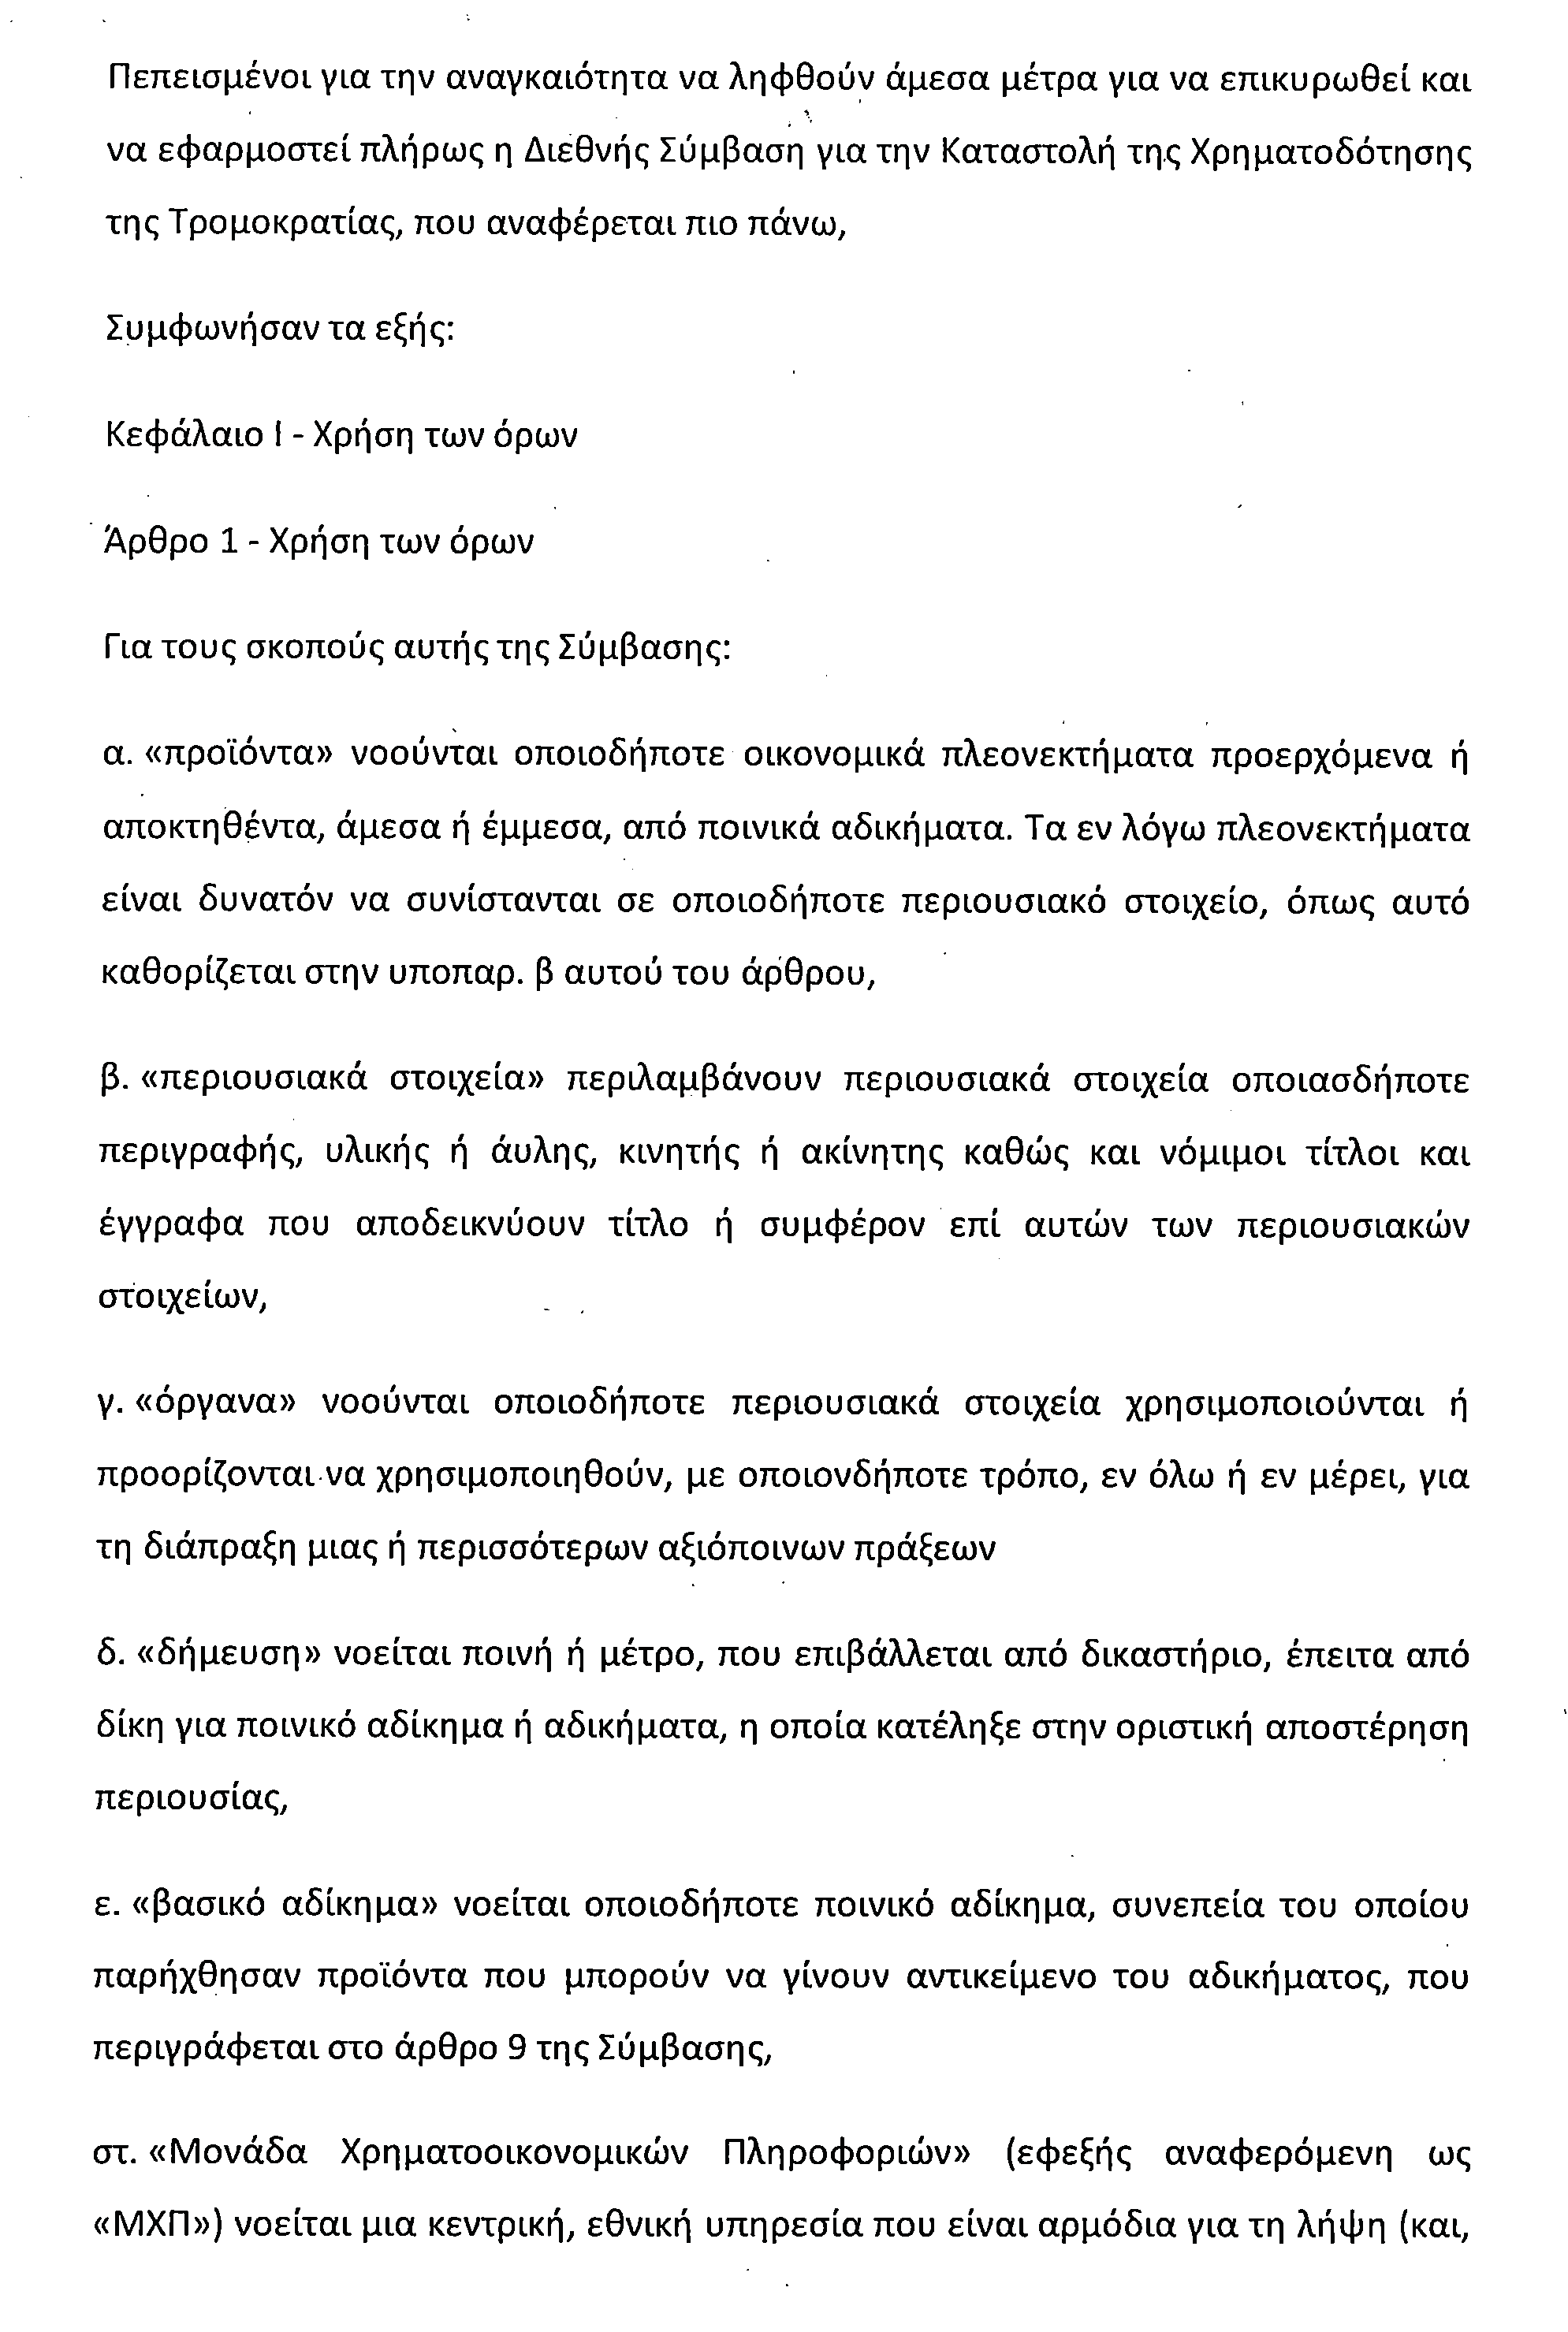 Πεπεισμένοι για την αναγκαιότητα να ληφθούν άμεσα μέτρα για να επικυρωθεί και
να εφαρμοστεί πλήρως η Διεθνής Σύμβαση για την Καταστολή της Χρηματοδότησης
της Τρομοκρατίας, που αναφέρεται πιο πάνω,
Συμφωνήσαν τα εξής:
Κεφάλαιο Ι - Χρήση των όρων
Άρθρο 1 - Χρήση των όρων
Για τους σκοπούς αυτής της Σύμβασης:
α. «προϊόντα» νοούνται οποιοδήποτε οικονομικά πλεονεκτήματα προερχόμενα ή
αποκτηθέντα, άμεσα ή έμμεσα, από ποινικά αδικήματα. Τα εν λόγω πλεονεκτήματα
είναι δυνατόν να συνίστανται σε οποιοδήποτε περιουσιακό στοιχείο, όπως αυτό
καθορίζεται στην υποπαρ. β αυτού του άρθρου,
β. «περιουσιακά στοιχεία» περιλαμβάνουν περιουσιακά στοιχεία οποιασδήποτε
περιγραφής, υλικής ή άυλης, κινητής ή ακίνητης καθώς και νόμιμοι τίτλοι και
έγγραφα που αποδεικνύουν τίτλο ή συμφέρον επί αυτών των περιουσιακών
στοιχείων,
γ. «όργανα» νοούνται οποιοδήποτε περιουσιακά στοιχεία χρησιμοποιούνται ή
προορίζονται να χρησιμοποιηθούν, με οποιονδήποτε τρόπο, εν όλω ή εν μέρει, για
τη διάπραξη μιας ή περισσότερων αξιόποινων πράξεων
δ. «δήμευση» νοείται ποινή ή μέτρο, που επιβάλλεται από δικαστήριο, έπειτα από
δίκη για ποινικό αδίκημα ή αδικήματα, η οποία κατέληξε στην οριστική αποστέρηση
περιουσίας,
ε. «βασικό αδίκημα» νοείται οποιοδήποτε ποινικό αδίκημα, συνεπεία του οποίου
παρήχθησαν προϊόντα που μπορούν να γίνουν αντικείμενο του αδικήματος, που
περιγράφεται στο άρθρο 9 της Σύμβασης,
στ. «Μονάδα Χρηματοοικονομικών Πληροφοριών» (εφεξής αναφερόμενη ως
«ΜΧΠ») νοείται μια κεντρική, εθνική υπηρεσία που είναι αρμόδια για τη λήψη (και,